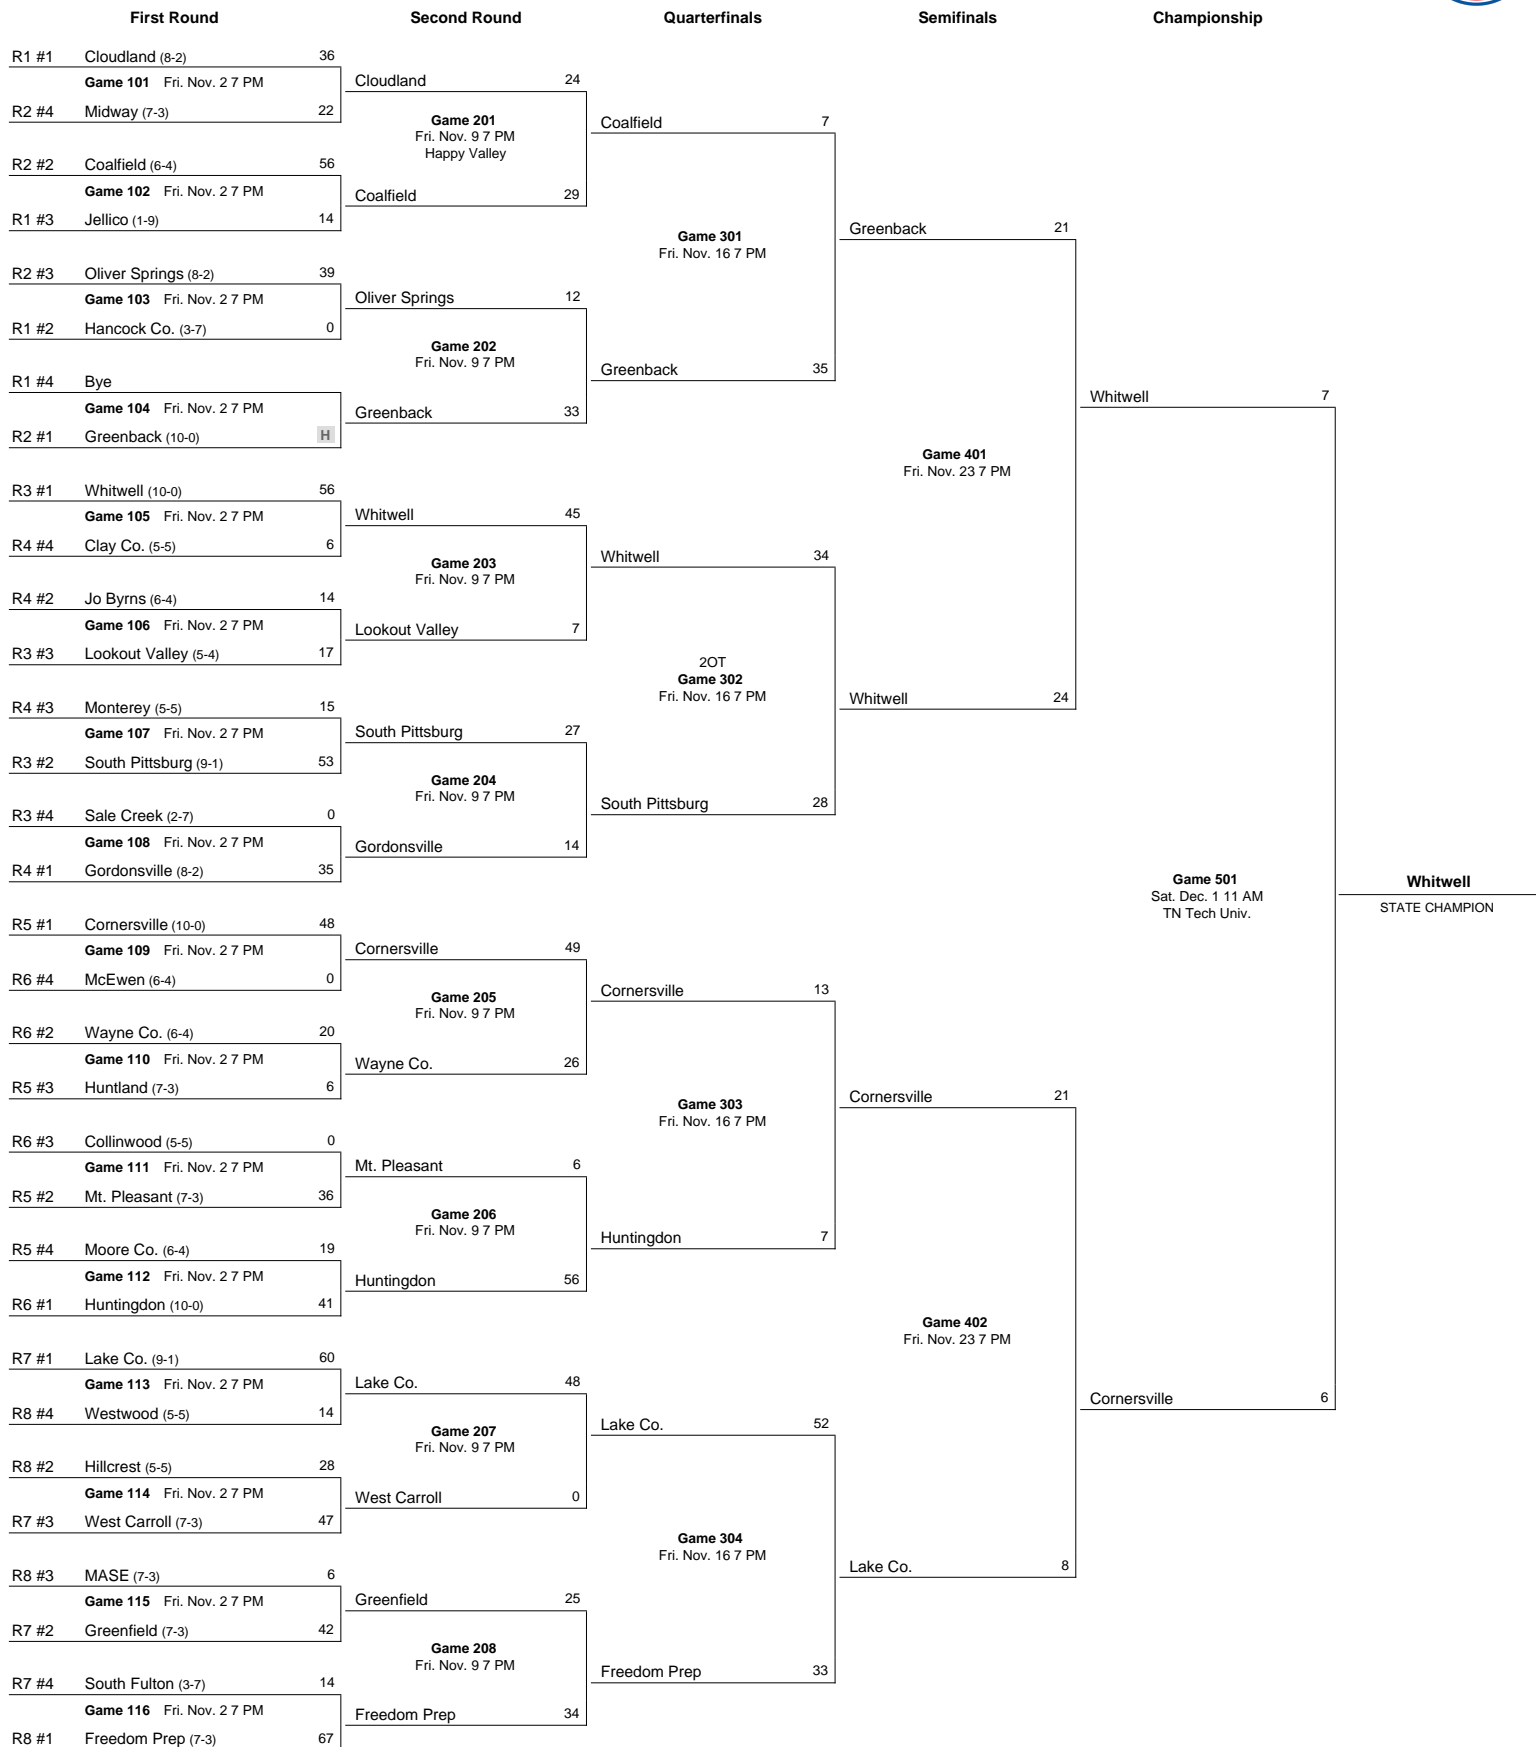 First Round Second Round Quarterfinals Semifinals Championship
R1 #1 Cloudland (8-2) 36
Game 101 Fri. Nov. 2 7 PM
R2 #4 Midway (7-3) 22
R2 #2 Coalfield (6-4) 56
Game 102 Fri. Nov. 2 7 PM
R1 #3 Jellico (1-9) 14
R2 #3 Oliver Springs (8-2) 39
Game 103 Fri. Nov. 2 7 PM
R1 #2 Hancock Co. (3-7) 0
R1 #4 Bye
Game 104 Fri. Nov. 2 7 PM
R2 #1 Greenback (10-0) H
R3 #1 Whitwell (10-0) 56
Game 105 Fri. Nov. 2 7 PM
R4 #4 Clay Co. (5-5) 6
R4 #2 Jo Byrns (6-4) 14
Game 106 Fri. Nov. 2 7 PM
R3 #3 Lookout Valley (5-4) 17
R4 #3 Monterey (5-5) 15
Game 107 Fri. Nov. 2 7 PM
R3 #2 South Pittsburg (9-1) 53
R3 #4 Sale Creek (2-7) 0
Game 108 Fri. Nov. 2 7 PM
R4 #1 Gordonsville (8-2) 35
R5 #1 Cornersville (10-0) 48
Game 109 Fri. Nov. 2 7 PM
R6 #4 McEwen (6-4) 0
R6 #2 Wayne Co. (6-4) 20
Game 110 Fri. Nov. 2 7 PM
R5 #3 Huntland (7-3) 6
R6 #3 Collinwood (5-5) 0
Game 111 Fri. Nov. 2 7 PM
R5 #2 Mt. Pleasant (7-3) 36
R5 #4 Moore Co. (6-4) 19
Game 112 Fri. Nov. 2 7 PM
R6 #1 Huntingdon (10-0) 41
R7 #1 Lake Co. (9-1) 60
Game 113 Fri. Nov. 2 7 PM
R8 #4 Westwood (5-5) 14
R8 #2 Hillcrest (5-5) 28
Game 114 Fri. Nov. 2 7 PM
R7 #3 West Carroll (7-3) 47
R8 #3 MASE (7-3) 6
Game 115 Fri. Nov. 2 7 PM
R7 #2 Greenfield (7-3) 42
R7 #4 South Fulton (3-7) 14
Game 116 Fri. Nov. 2 7 PM
R8 #1 Freedom Prep (7-3) 67
Cloudland 24
Game 201
Fri. Nov. 9 7 PM
Happy Valley
Coalfield 29
Oliver Springs 12
Game 202
Fri. Nov. 9 7 PM
Greenback 33
Whitwell 45
Game 203
Fri. Nov. 9 7 PM
Lookout Valley 7
South Pittsburg 27
Game 204
Fri. Nov. 9 7 PM
Gordonsville 14
Cornersville 49
Game 205
Fri. Nov. 9 7 PM
Wayne Co. 26
Mt. Pleasant 6
Game 206
Fri. Nov. 9 7 PM
Huntingdon 56
Lake Co. 48
Game 207
Fri. Nov. 9 7 PM
West Carroll 0
Greenfield 25
Game 208
Fri. Nov. 9 7 PM
Freedom Prep 34
Coalfield 7
Game 301
Fri. Nov. 16 7 PM
Greenback 35
Whitwell 34
2OT
Game 302
Fri. Nov. 16 7 PM
South Pittsburg 28
Cornersville 13
Game 303
Fri. Nov. 16 7 PM
Huntingdon 7
Lake Co. 52
Game 304
Fri. Nov. 16 7 PM
Freedom Prep 33
Greenback 21
Game 401
Fri. Nov. 23 7 PM
Whitwell 24
Cornersville 21
Game 402
Fri. Nov. 23 7 PM
Lake Co. 8
Whitwell 7
Game 501
Sat. Dec. 1 11 AM
TN Tech Univ.
Cornersville 6
Whitwell
STATE CHAMPION